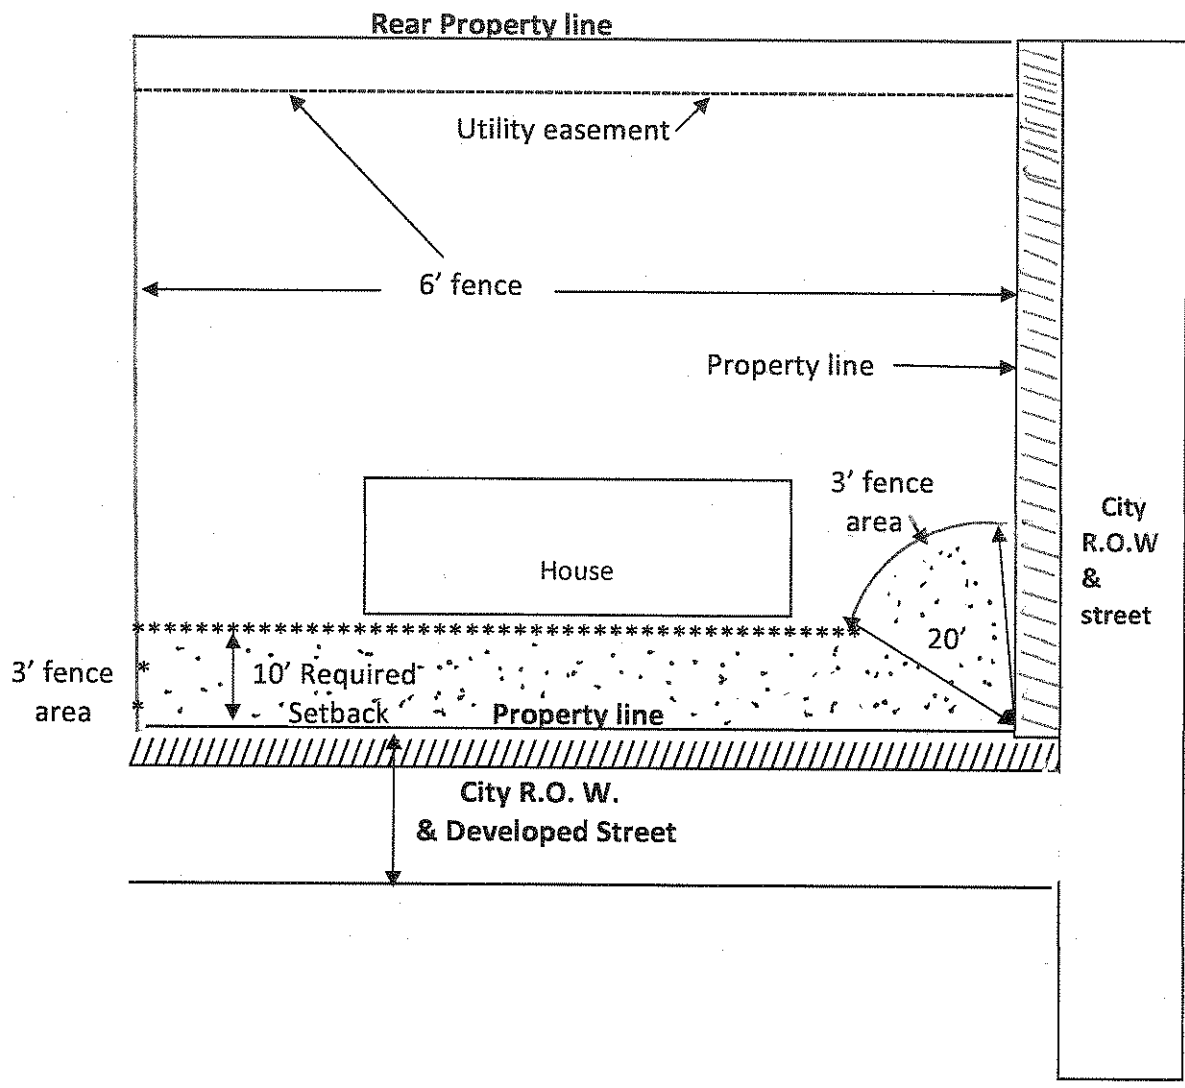 Rear Property line
Utility easement
6' fence
Property line
3' fence
area
City
R.O.W
&
street
House
20'
3' fence
area
10' Required
Setback
Property line
City R.O. W.
& Developed Street